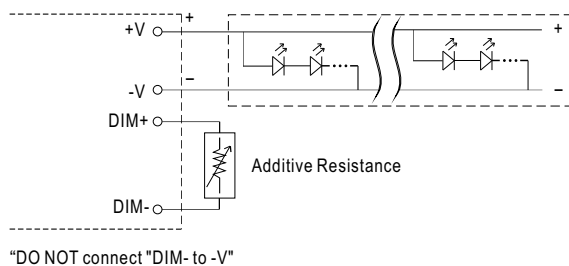 +V + +
-V − −
DIM+
Additive Resistance
DIM-
“DO NOT connect "DIM- to -V"